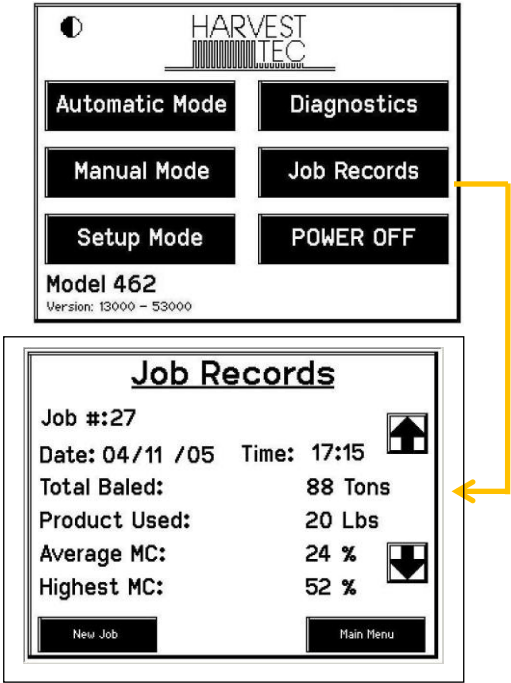 HARVEST
TEC
Automatic Mode
Diagnostics
Manual Mode
Job Records
Setup Mode
POWER OFF
Model 462
Version: 13000 - 53000
Job Records
Job #:27
Date: 04/11 /05 Time: 17:15
Total Baled: 88 Tons
Product Used: 20 Lbs
Average MC: 24 %
Highest MC: 52 %
New Job
Main Menu